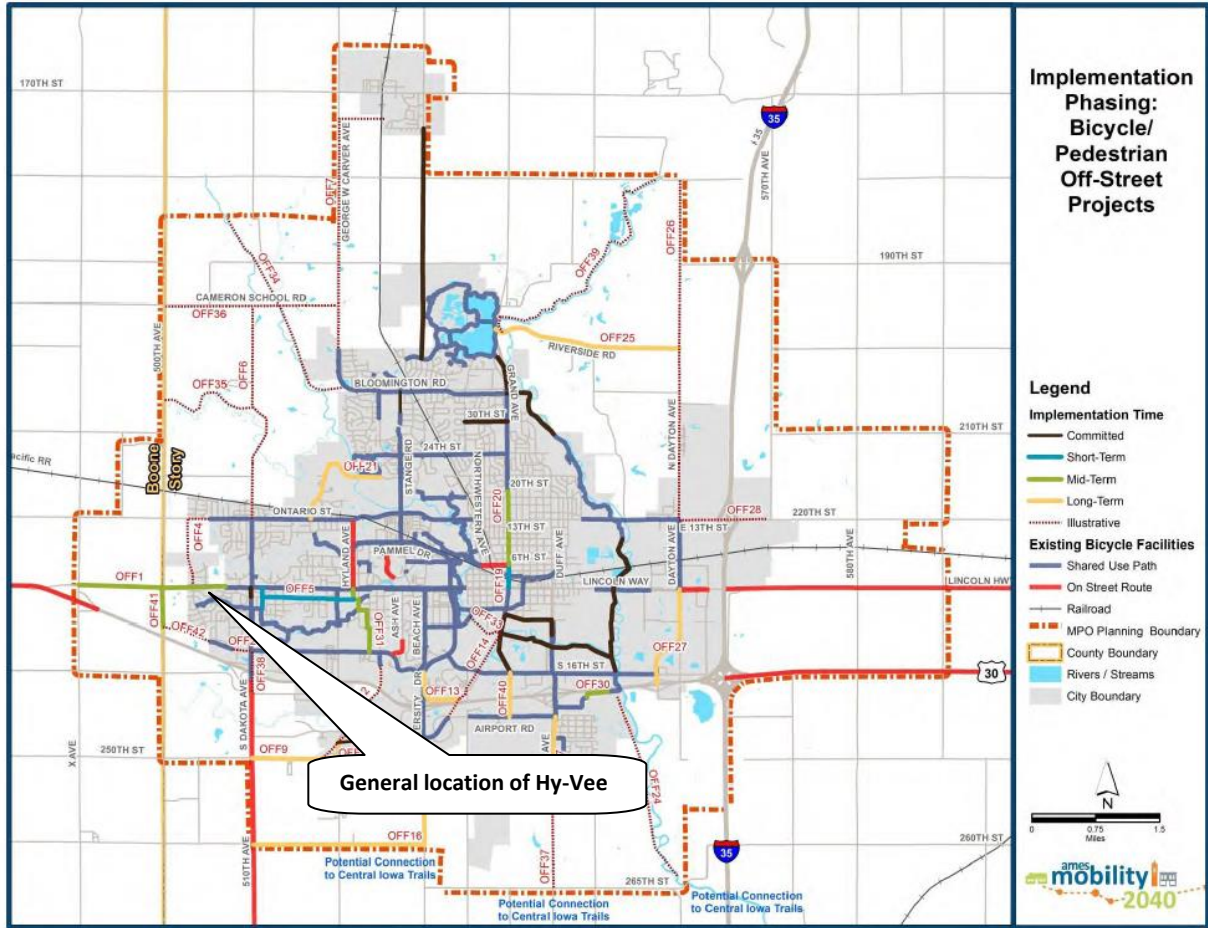 Implementation
Phasing:
Bicycle/
Pedestrian
Off-Street
Projects
Legend
Implementation Time
Committed
Short-Term
Mid-Term
Long-Term
Illustrative
Existing Bicycle Facilities
Shared Use Path
On Street Route
Railroad
MPO Planning Boundary
County Boundary
Rivers / Streams
City Boundary
N
0 0.75 1.5
Miles
ames
mobility
2040
170TH ST
35
I 35
570TH AVE
GEORGE W CARVER AVE
OFF7
OFF26
OFF39
190TH ST
OFF34
CAMERON SCHOOL RD
OFF36
500TH AVE
OFF6
OFF25
RIVERSIDE RD
OFF35
BLOOMINGTON RD
GRAND AVE
30TH ST
N DAYTON AVE
210TH ST
24TH ST
STANGE RD
NORTHWESTERN AVE
Boone
Story
acific RR
OFF21
20TH ST
OFF20
ONTARIO ST
13TH ST
OFF28
220TH ST
E 13TH ST
OFF4
HYLAND AVE
PAMMEL DR
6TH ST
DUFF AVE
DAYTON AVE
580TH AVE
OFF1
OFF5
OFF19
LINCOLN WAY
LINCOLN HWY
OFF41
OFF42
OFF31
ASH AVE
BEACH AVE
OFF33
OFF14
OFF38
S 16TH ST
OFF27
30
S DAKOTA AVE
OFF13
OFF40
OFF30
AIRPORT RD
X AVE
250TH ST
OFF9
General location of Hy-Vee
OFF24
510TH AVE
OFF16
OFF37
260TH ST
35
265TH ST
Potential Connection
to Central Iowa Trails
Potential Connection
to Central Iowa Trails
Potential Connection
to Central Iowa Trails